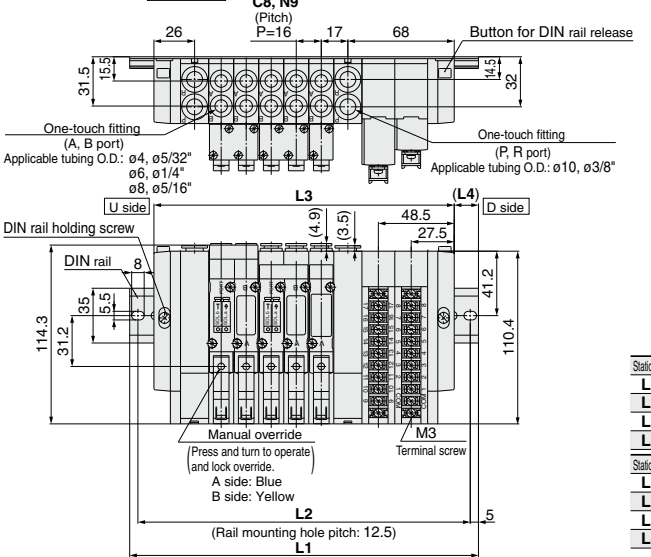 C8, N9
(Pitch)
P=16
26
17
68
Button for DIN rail release
31.5
15.5
14.5
32
One-touch fitting
(A, B port)
Applicable tubing O.D.: ø4, ø5/32"
ø6, ø1/4"
ø8, ø5/16"
One-touch fitting
(P, R port)
Applicable tubing O.D.: ø10, ø3/8"
U side
L3
(L4)
D side
DIN rail holding screw
(4.9)
(3.5)
48.5
27.5
DIN rail
8
35
5.5
31.2
114.3
41.2
110.4
Manual override
(Press and turn to operate and lock override.)
A side: Blue
B side: Yellow
M3
Terminal screw
L2
5
(Rail mounting hole pitch: 12.5)
L1